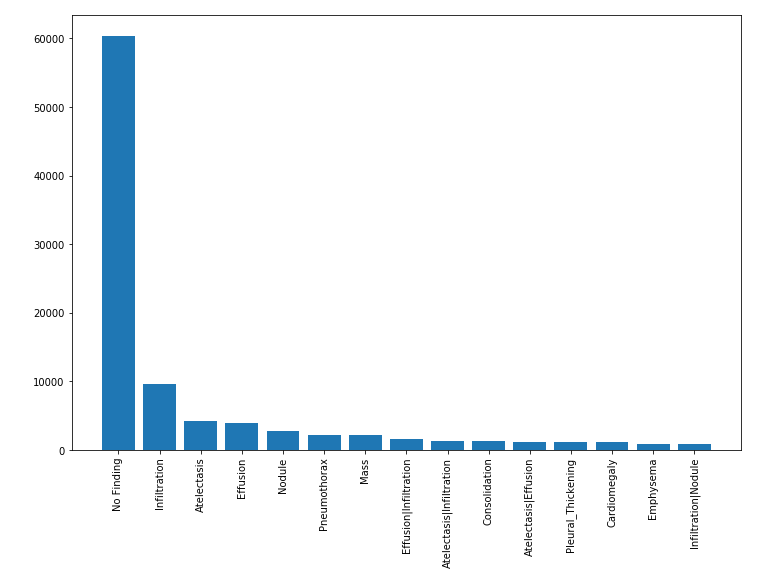 60000
50000
40000
30000
20000
10000
0
No Finding
Infiltration
Atelectasis
Effusion
Nodule
Pneumothorax
Mass
Effusion|Infiltration
Atelectasis|Infiltration
Consolidation
Atelectasis|Effusion
Pleural_Thickening
Cardiomegaly
Emphysema
Infiltration|Nodule